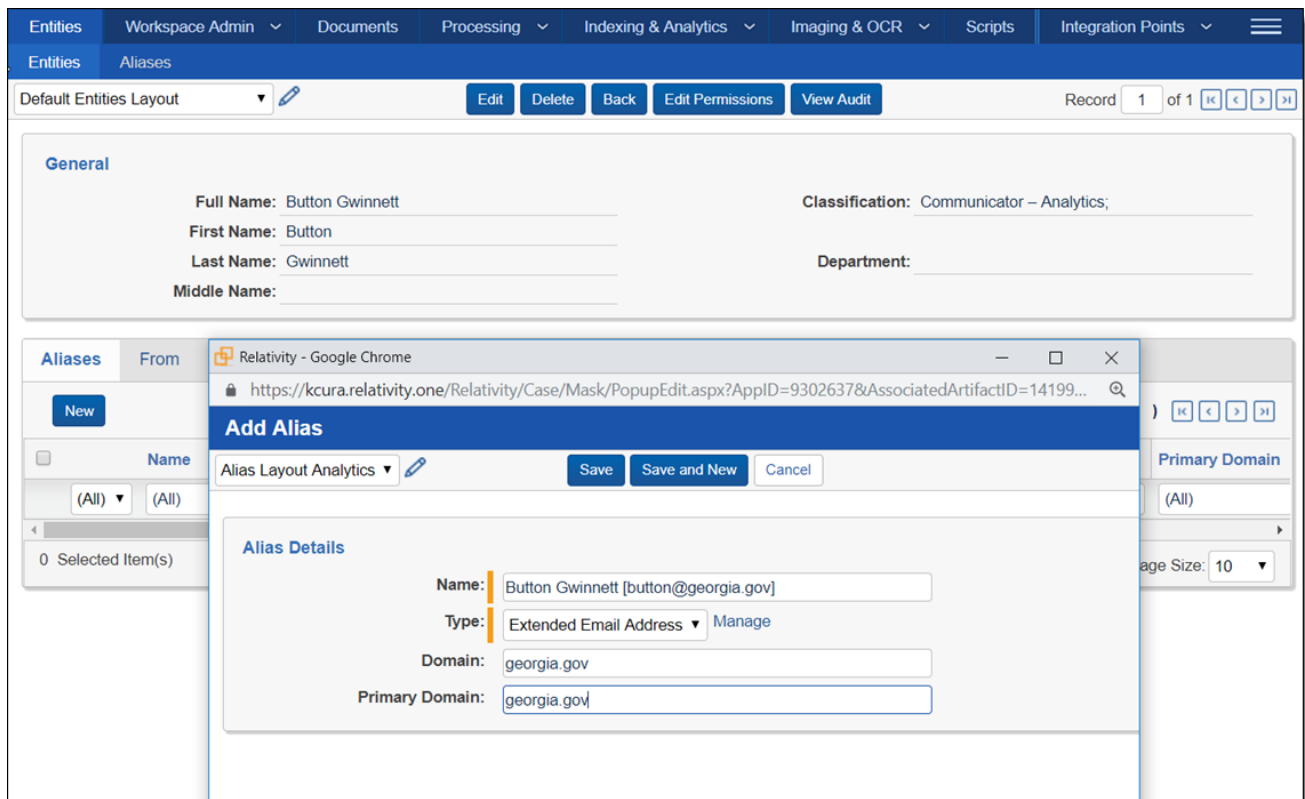 Entities Workspace Admin Documents Processing Indexing & Analytics Imaging & OCR Scripts Integration Points
Entities Aliases
Default Entities Layout Edit Delete Back Edit Permissions View Audit Record 1 of 1
General
Full Name: Button Gwinnett Classification: Communicator – Analytics;
First Name: Button
Last Name: Gwinnett Department:
Middle Name:
Aliases From
New
Name
(All) (All)
0 Selected Item(s)
Relativity - Google Chrome
https://kcura.relativity.one/Relativity/Case/Mask/PopupEdit.aspx?AppID=9302637&AssociatedArtifactID=14199...
Add Alias
Alias Layout Analytics Save Save and New Cancel
Alias Details
Name: Button Gwinnett [button@georgia.gov]
Type: Extended Email Address Manage
Domain: georgia.gov
Primary Domain: georgia.gov
)
Primary Domain
(All)
age Size: 10